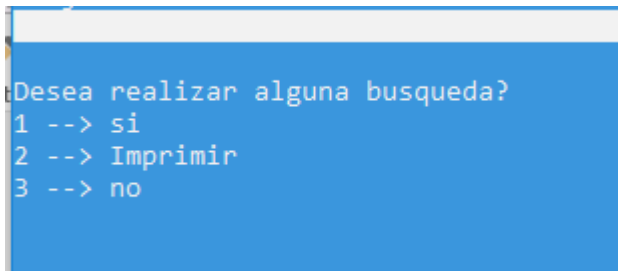 Desea realizar alguna busqueda?
1 --> si
2 --> Imprimir
3 --> no